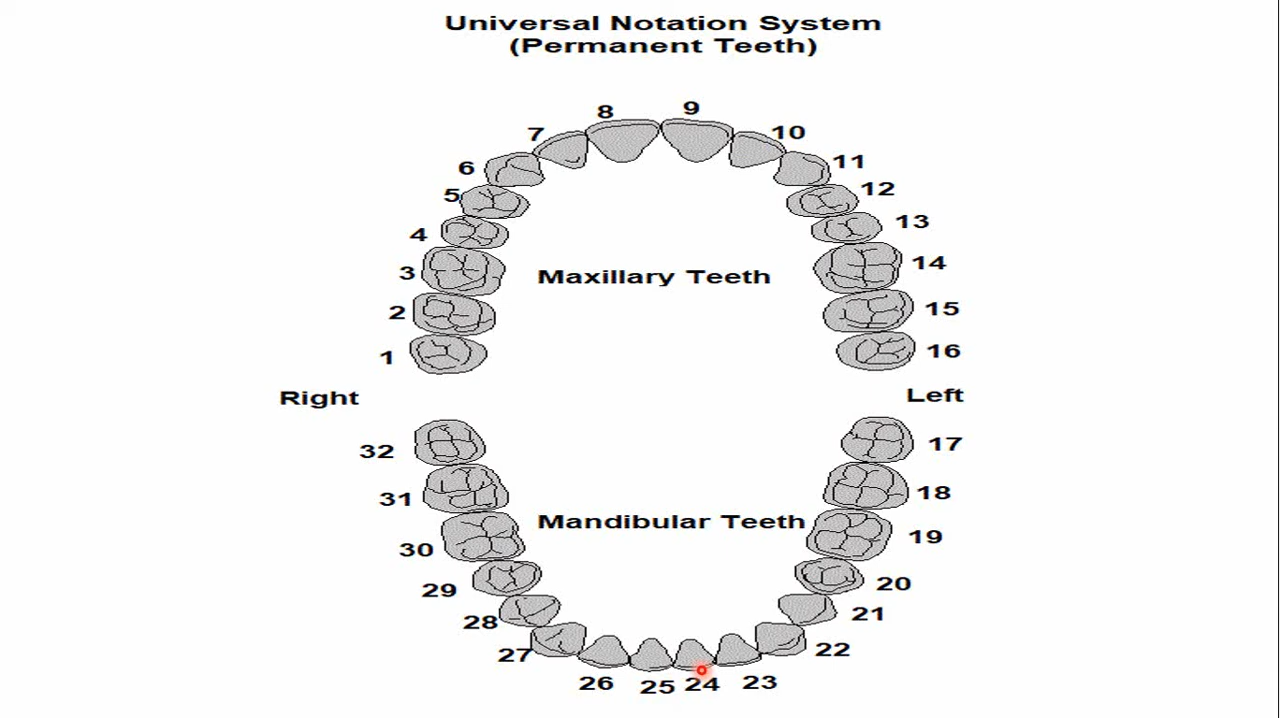 Universal Notation System
(Permanent Teeth)
8 9
7 10
6 11
5 12
4 13
3 Maxillary Teeth 14
2 15
1 16
Right Left
32 17
31 18
Mandibular Teeth
30 19
29 20
28 21
27 22
26 25 24 23